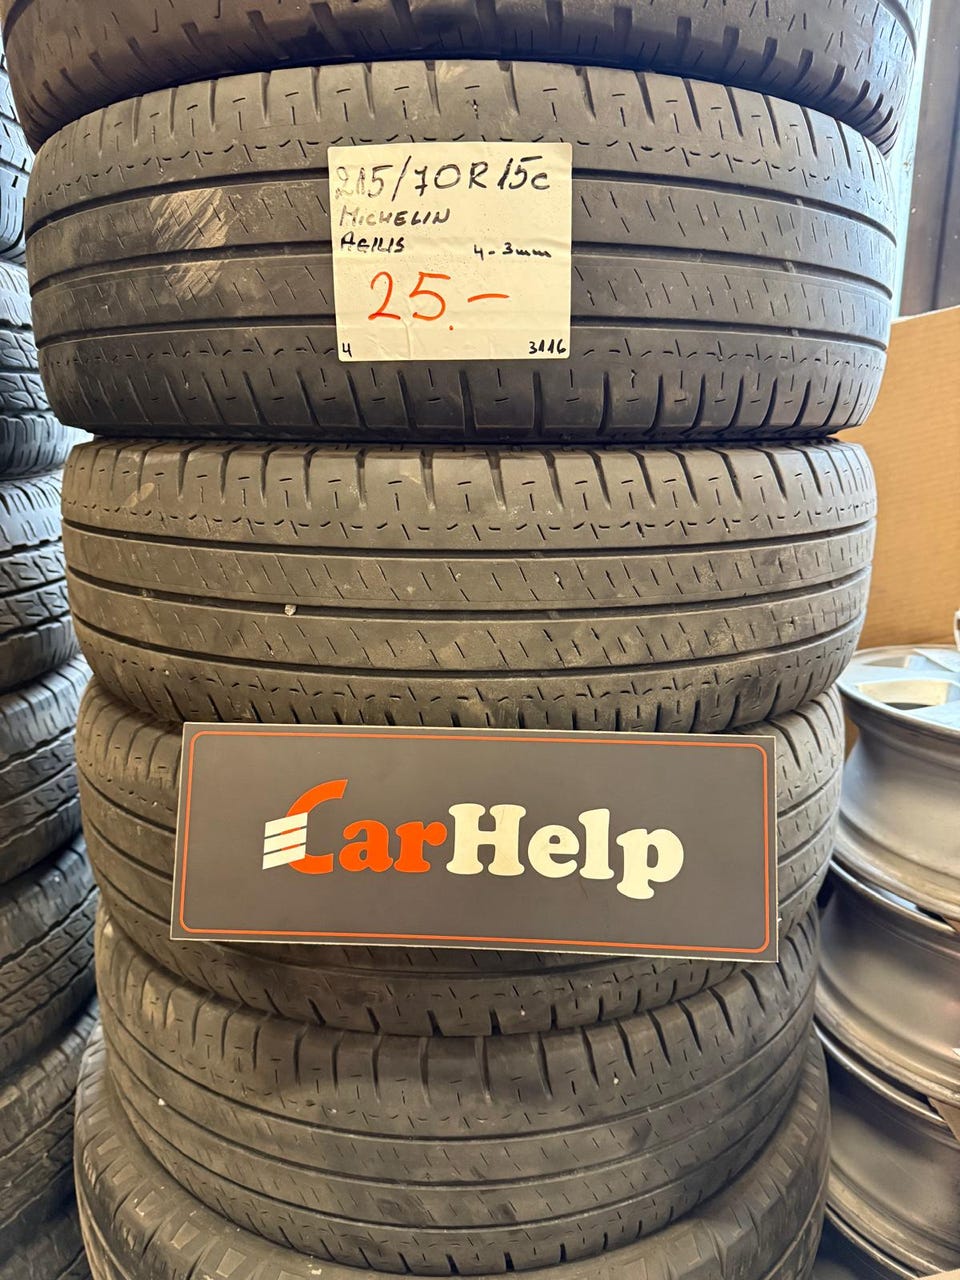 215/70R15c
MICHELIN
AGILIS
4-3mm
25.-
4
3116
CarHelp